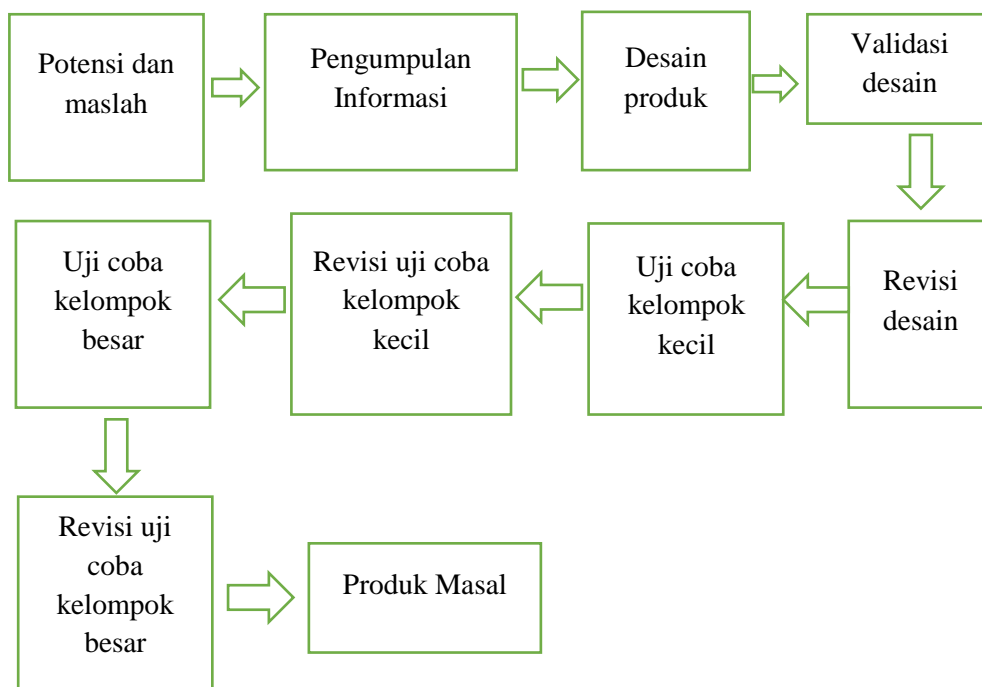 Potensi dan
maslah
Pengumpulan
Informasi
Desain
produk
Validasi
desain
Revisi
desain
Uji coba
kelompok
kecil
Revisi uji coba
kelompok
kecil
Uji coba
kelompok
besar
Revisi uji
coba
kelompok
besar
Produk Masal